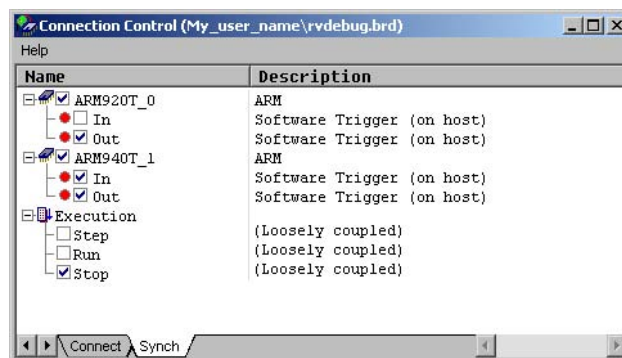 Connection Control (My_user_name\rvdebug.brd)
Help
Name Description
ARM920T_0 ARM
In Software Trigger (on host)
Out Software Trigger (on host)
ARM940T_1 ARM
In Software Trigger (on host)
Out Software Trigger (on host)
Execution
Step (Loosely coupled)
Run (Loosely coupled)
Stop (Loosely coupled)
Connect Synch